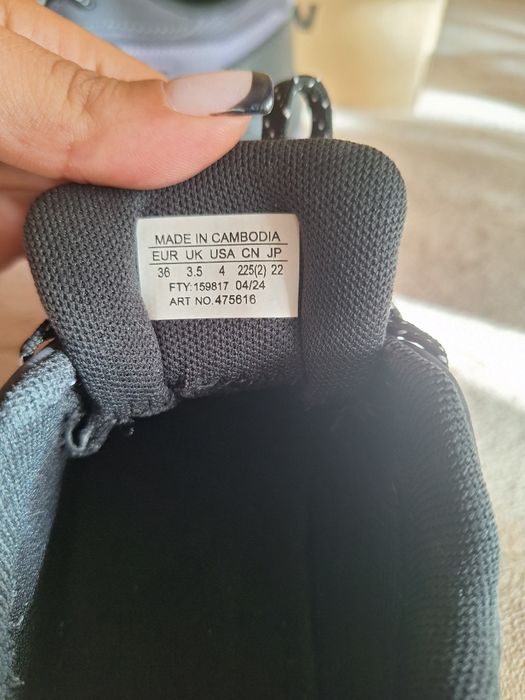 MADE IN CAMBODIA
EUR UK USA CN JP
36 3.5 4 225(2) 22
FTY:159817 04/24
ART NO.475616